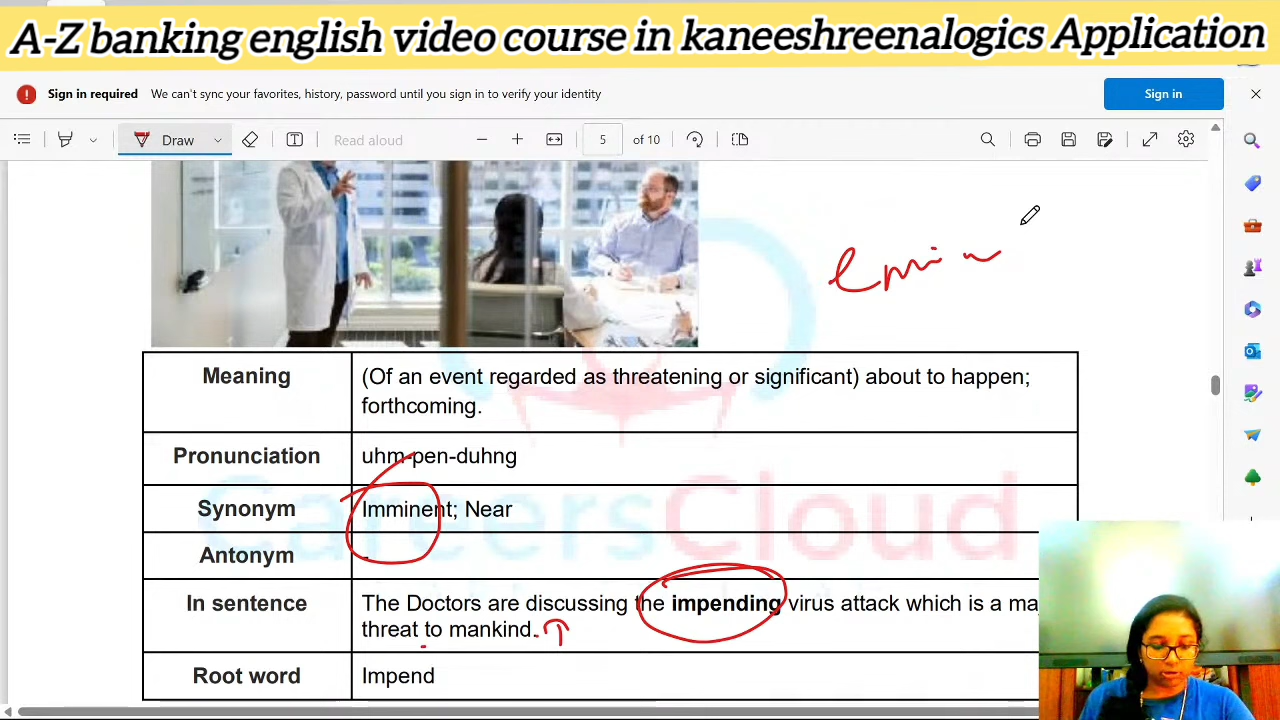 A-Z banking english video course in kaneeshreenalogics Application
Sign in required We can't sync your favorites, history, password until you sign in to verify your identity
Sign in
Draw
Read aloud
5 of 10
emin
Meaning
(Of an event regarded as threatening or significant) about to happen;
forthcoming.
Pronunciation
uhm-pen-duhng
Synonym
Imminent; Near
Antonym
-
In sentence
The Doctors are discussing the impending virus attack which is a ma
threat to mankind.
Root word
Impend
CareersCloud